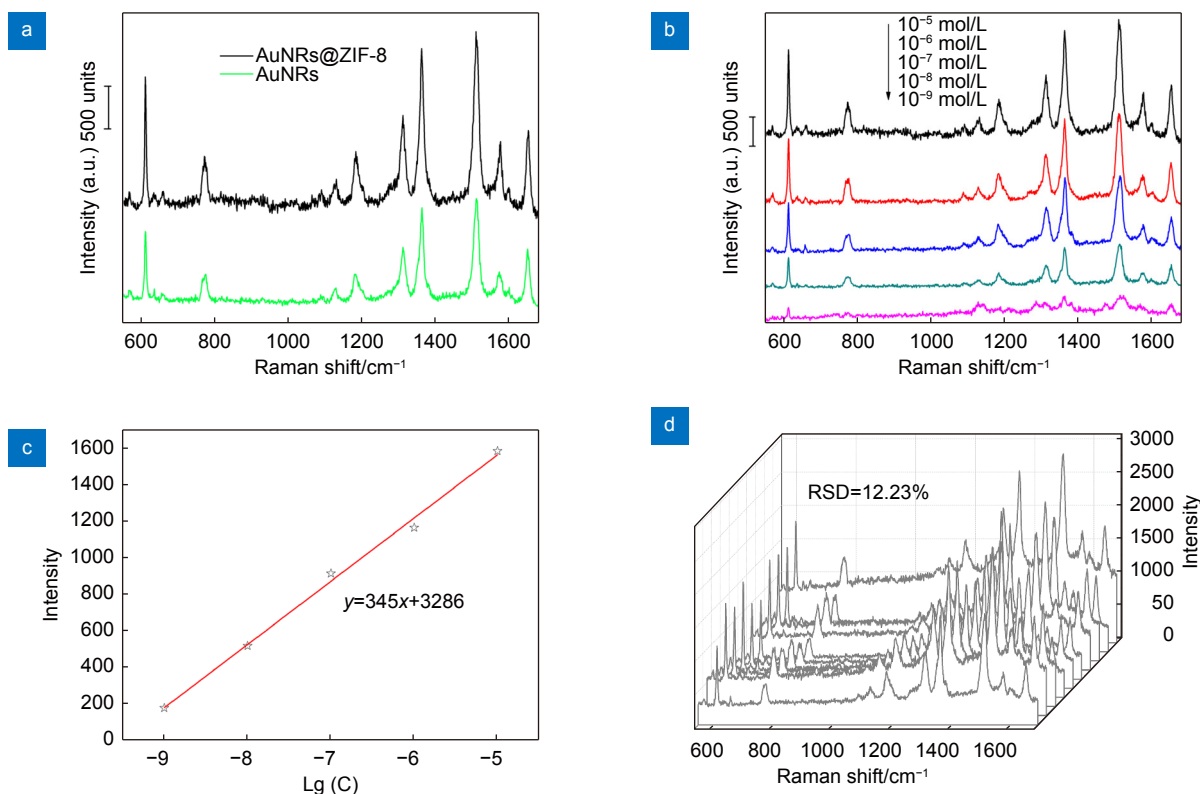 a
AuNRs@ZIF-8
AuNRs
Intensity (a.u.) 500 units
600 800 1000 1200 1400 1600
Raman shift/cm⁻¹
b
10⁻⁵ mol/L
10⁻⁶ mol/L
10⁻⁷ mol/L
10⁻⁸ mol/L
10⁻⁹ mol/L
Intensity (a.u.) 500 units
600 800 1000 1200 1400 1600
Raman shift/cm⁻¹
c
1600
1400
1200
1000
800
600
400
200
0
Intensity
y=345x+3286
−9 −8 −7 −6 −5
Lg (C)
d
RSD=12.23%
3000
2500
2000
1500
1000
50
0
Intensity
600 800 1000 1200 1400 1600
Raman shift/cm⁻¹